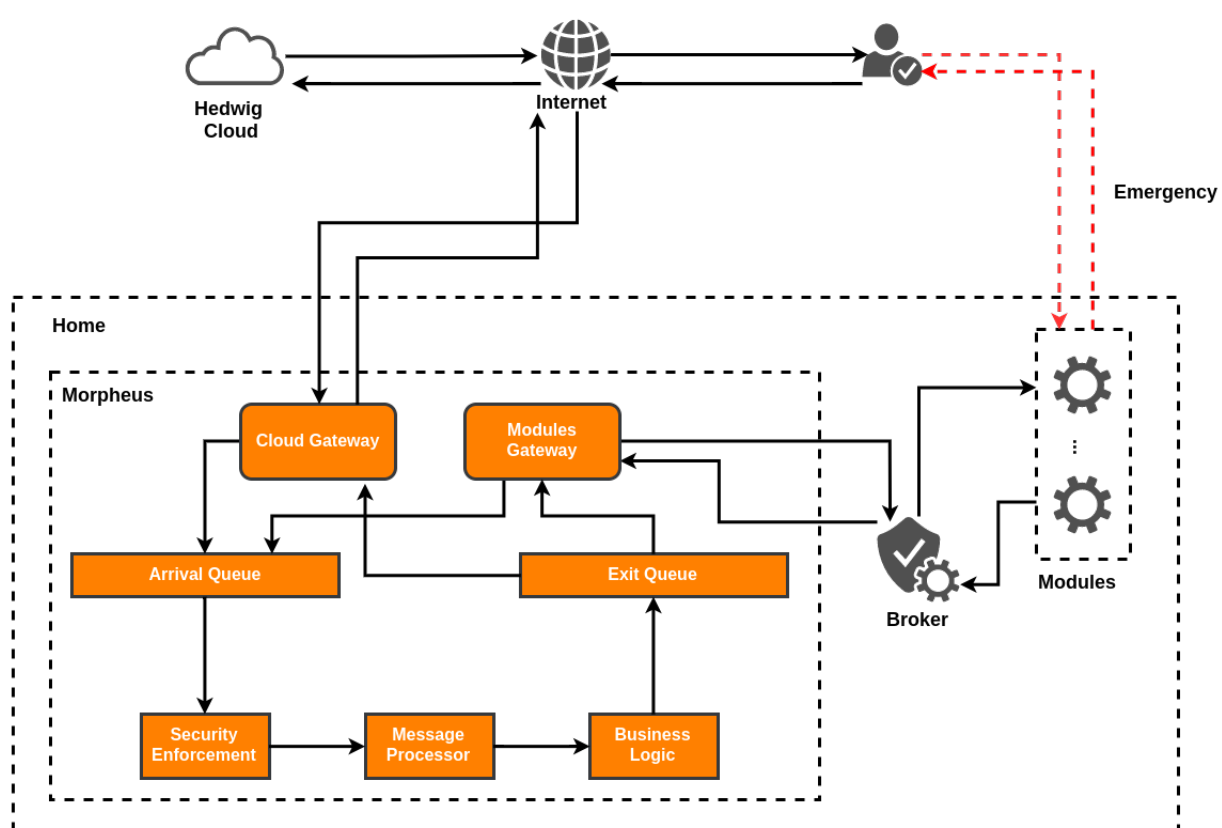 Hedwig
Cloud
Internet
Emergency
Home
Morpheus
Cloud Gateway
Modules
Gateway
...
Arrival Queue
Exit Queue
Modules
Broker
Security
Enforcement
Message
Processor
Business
Logic